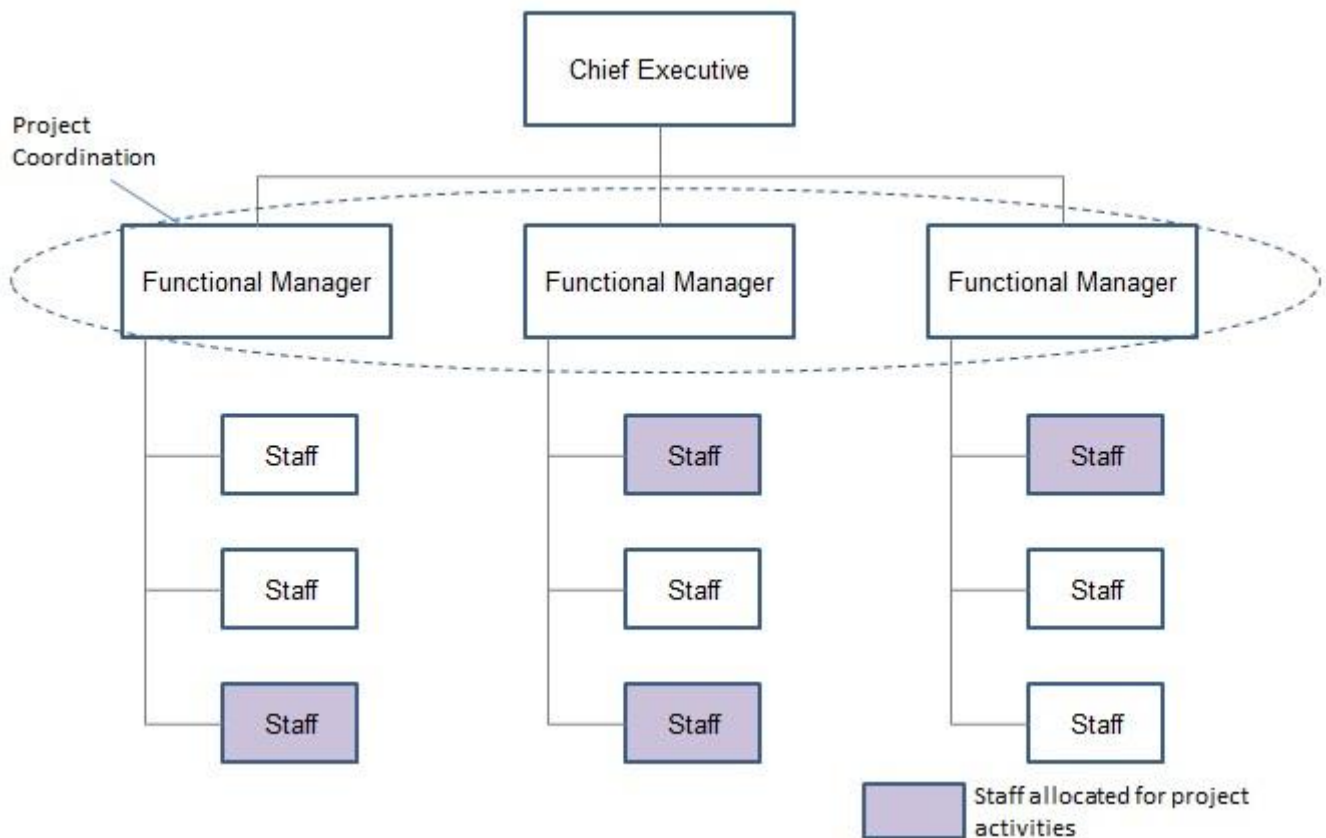 Chief Executive
Project
Coordination
Functional Manager
Functional Manager
Functional Manager
Staff
Staff
Staff
Staff
Staff
Staff
Staff
Staff
Staff
Staff allocated for project
activities